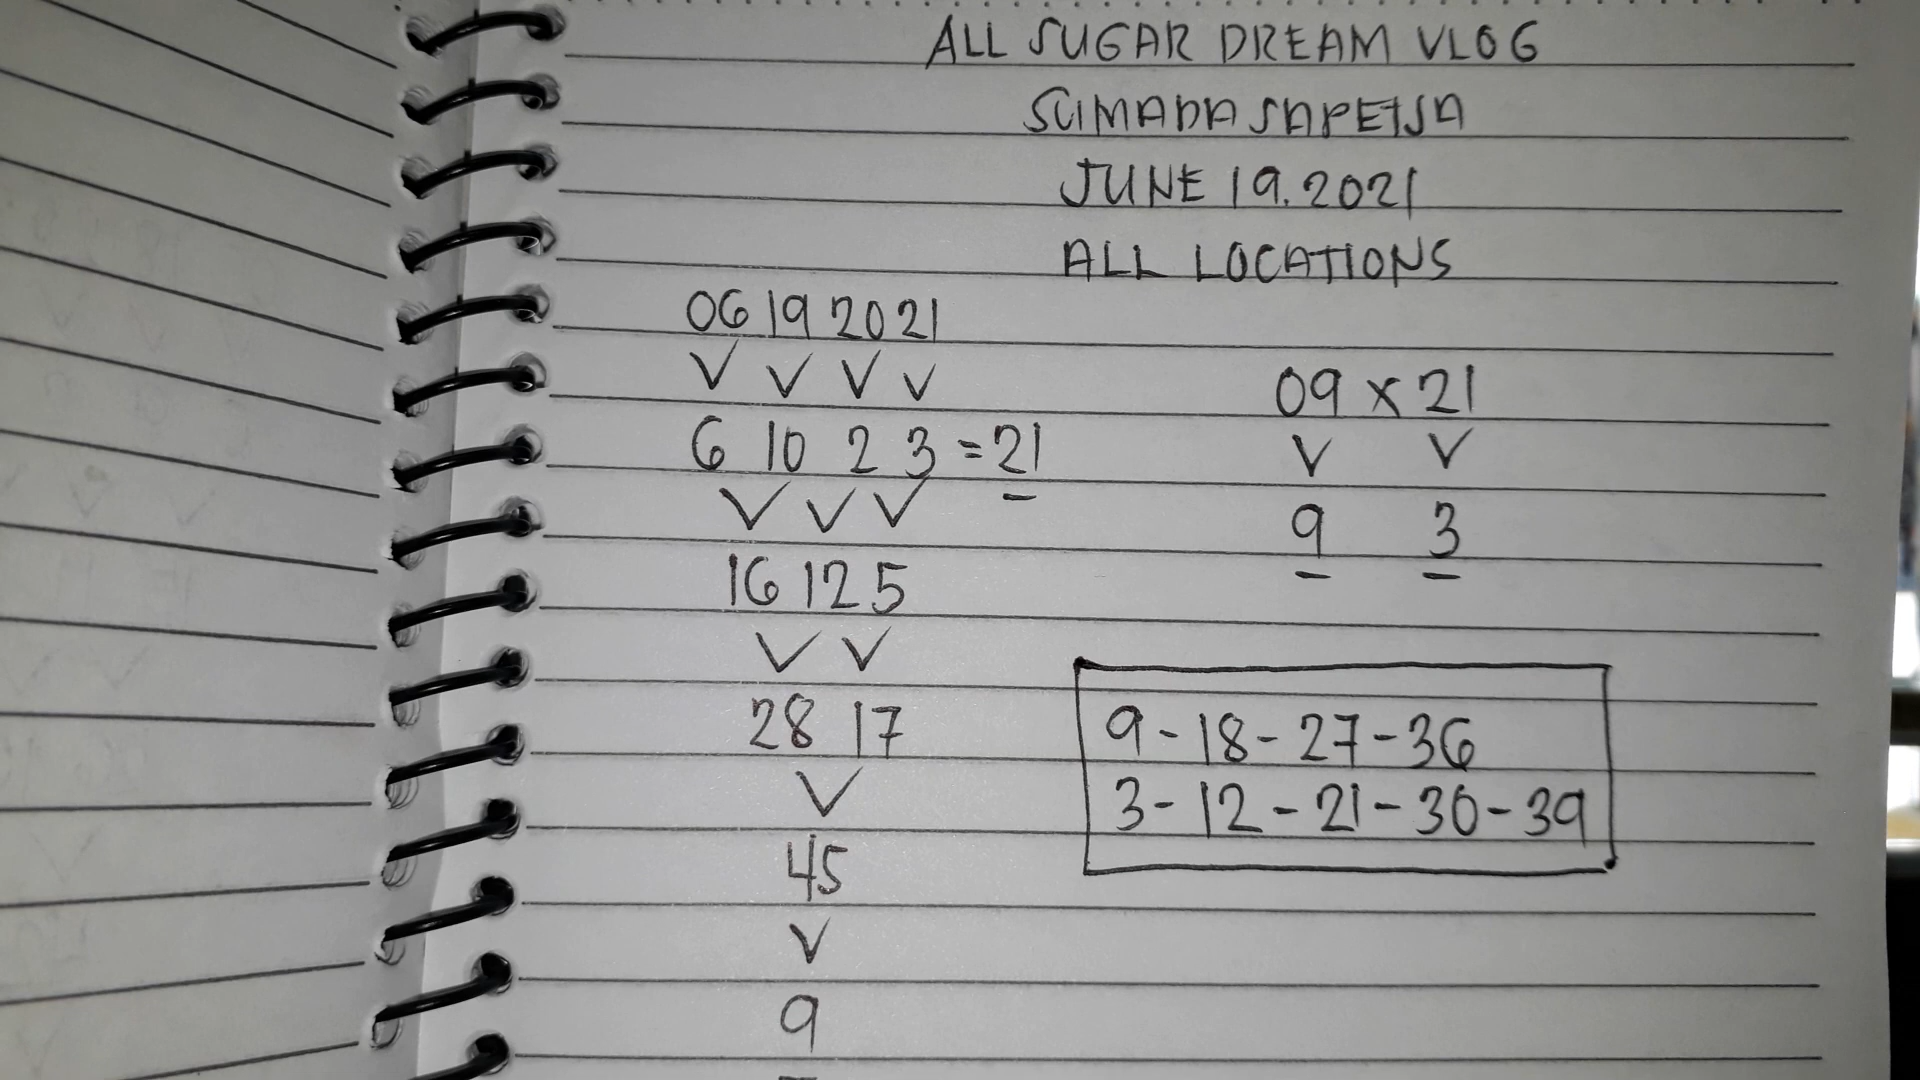 ALL SUGAR DREAM VLOG
SUMADA SAPETSA
JUNE 19.2021
ALL LOCATIONS
06 19 20 21
6 10 2 3 = 21
16 12 5
28 17
45
9
09 x 21
9 3
9-18-27-36
3-12-21-30-39